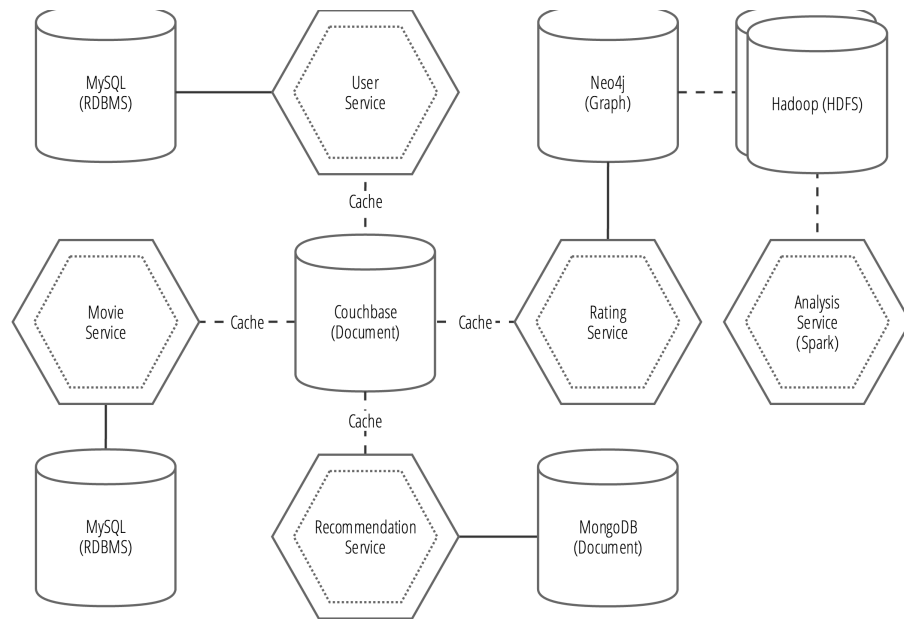 MySQL
(RDBMS)
User
Service
Neo4j
(Graph)
Hadoop (HDFS)
Cache
Movie
Service
Cache
Couchbase
(Document)
Cache
Rating
Service
Analysis
Service
(Spark)
Cache
MySQL
(RDBMS)
Recommendation
Service
MongoDB
(Document)